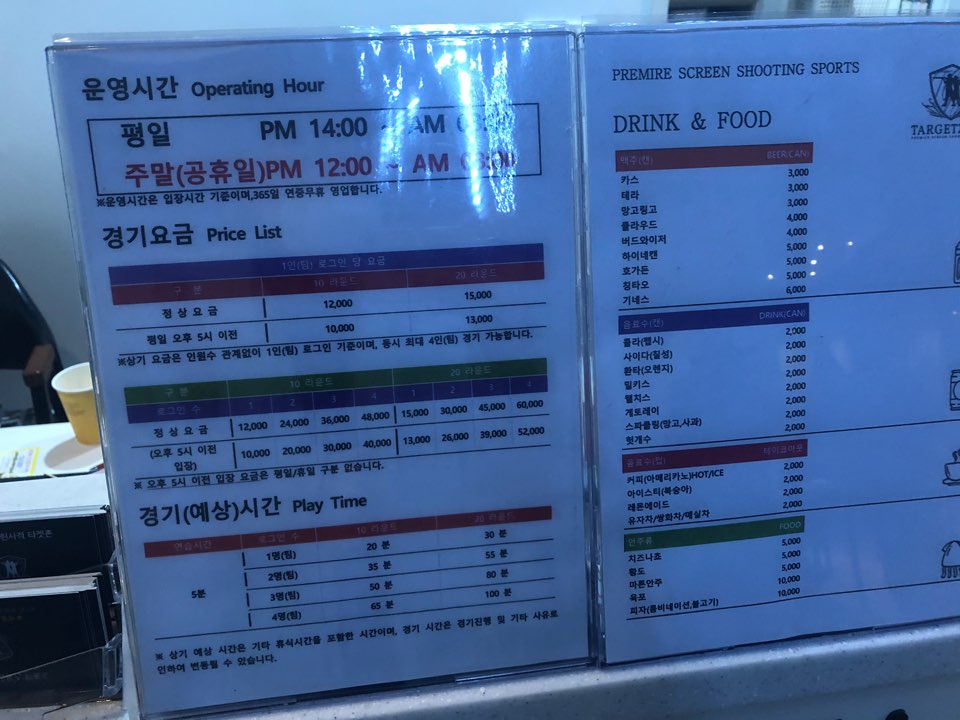 운영시간 Operating Hour
평일 PM 14:00 ~ AM
주말(공휴일)PM 12:00 ~ AM
※운영시간은 입장시간 기준이며,365일 연중무휴 영업합니다.
경기요금 Price List
1인(팀) 로그인 당 요금
구 분 10 라운드 20 라운드
정 상 요 금 12,000 15,000
평일 오후 5시 이전 10,000 13,000
※상기 요금은 인원수 관계없이 1인(팀) 로그인 기준이며, 동시 최대 4인(팀) 경기 가능합니다.
구 분 10 라운드 20 라운드
로그인 수 1 2 3 4 1 2 3 4
정 상 요 금 12,000 24,000 36,000 48,000 15,000 30,000 45,000 60,000
(오후 5시 이전 입장) 10,000 20,000 30,000 40,000 13,000 26,000 39,000 52,000
※ 오후 5시 이전 입장 요금은 평일/휴일 구분 없습니다.
경기(예상)시간 Play Time
연습시간 로그인 수 10 라운드 20 라운드
1명(팀) 20 분 30 분
2명(팀) 35 분 55 분
5분
3명(팀) 50 분 80 분
4명(팀) 65 분 100 분
※ 상기 예상 시간은 기타 휴식시간을 포함한 시간이며, 경기 시간은 경기진행 및 기타 사유로
인하여 변동될 수 있습니다.
PREMIRE SCREEN SHOOTING SPORTS
DRINK & FOOD
맥주(캔) BEER(CAN)
카스 3,000
테라 3,000
망고링고 3,000
클라우드 4,000
버드와이저 4,000
하이네켄 5,000
호가든 5,000
칭타오 5,000
기네스 6,000
음료수(캔) DRINK(CAN)
콜라(펩시) 2,000
사이다(칠성) 2,000
환타(오렌지) 2,000
밀키스 2,000
웰치스 2,000
게토레이 2,000
스파클링(망고,사과) 2,000
헛개수 2,000
음료수(컵) 테이크아웃
커피(아메리카노)HOT/ICE 2,000
아이스티(복숭아) 2,000
레몬에이드 2,000
유자차/쌍화차/매실차 2,000
안주류 FOOD
치즈나쵸 5,000
황도 5,000
마른안주 5,000
육포 10,000
피자(콤비네이션,불고기) 10,000